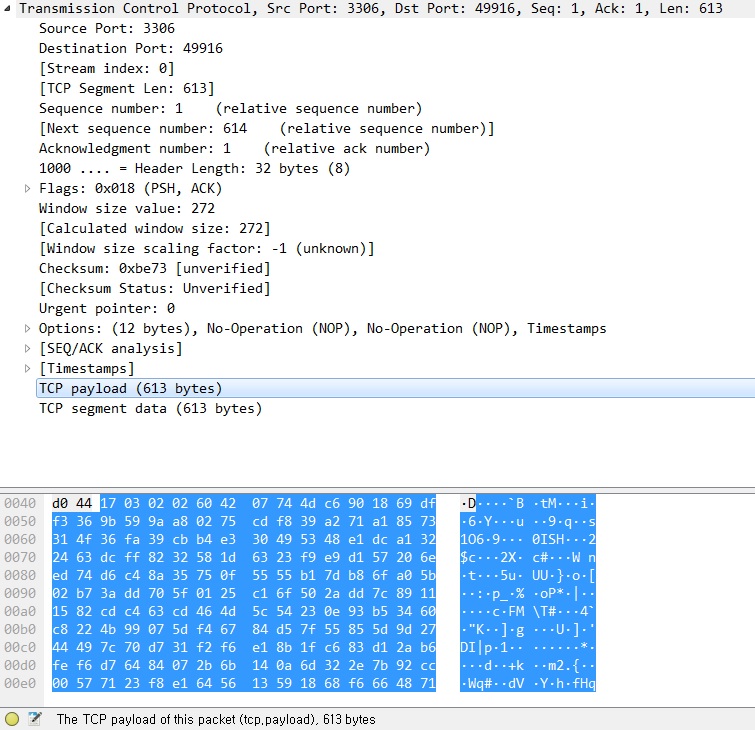 Transmission Control Protocol, Src Port: 3306, Dst Port: 49916, Seq: 1, Ack: 1, Len: 613
Source Port: 3306
Destination Port: 49916
[Stream index: 0]
[TCP Segment Len: 613]
Sequence number: 1    (relative sequence number)
[Next sequence number: 614    (relative sequence number)]
Acknowledgment number: 1    (relative ack number)
1000 .... = Header Length: 32 bytes (8)
Flags: 0x018 (PSH, ACK)
Window size value: 272
[Calculated window size: 272]
[Window size scaling factor: -1 (unknown)]
Checksum: 0xbe73 [unverified]
[Checksum Status: Unverified]
Urgent pointer: 0
Options: (12 bytes), No-Operation (NOP), No-Operation (NOP), Timestamps
[SEQ/ACK analysis]
[Timestamps]
TCP payload (613 bytes)
TCP segment data (613 bytes)
0040 d0 44 17 03 02 02 60 42 07 74 4d c6 90 18 69 df ·D····`B ·tM···i·
0050 f3 36 9b 59 9a a8 02 75 cd f8 39 a2 71 a1 85 73 ·6·Y···u ··9·q··s
0060 31 4f 36 fa 39 cb b4 e3 30 49 53 48 e1 dc a1 32 1O6·9··· 0ISH···2
0070 24 63 dc ff 82 32 58 1d 63 23 f9 e9 d1 57 20 6e $c···2X· c#···W n
0080 ed 74 d6 c4 8a 35 75 0f 55 55 b1 7d b8 6f a0 5b ·t···5u· UU·}·o·[
0090 02 b7 3a dd 70 5f 01 25 c1 6f 50 2a dd 7c 89 11 ··:·p_·% ·oP*·|··
00a0 15 82 cd c4 63 cd 46 4d 5c 54 23 0e 93 b5 34 60 ····c·FM \T#···4`
00b0 c8 22 4b 99 07 5d f4 67 84 d5 7f 55 85 5d 9d 27 ·"K··]·g ···U·]·'
00c0 44 49 7c 70 d7 31 f2 f6 e1 8b 1f c6 83 d1 2a b6 DI|p·1·· ······*·
00d0 fe f6 d7 64 84 07 2b 6b 14 0a 6d 32 2e 7b 92 cc ···d··+k ··m2.{··
00e0 00 57 71 23 f8 e1 64 56 13 59 18 68 f6 66 48 71 ·Wq#··dV ·Y·h·fHq
The TCP payload of this packet (tcp.payload), 613 bytes